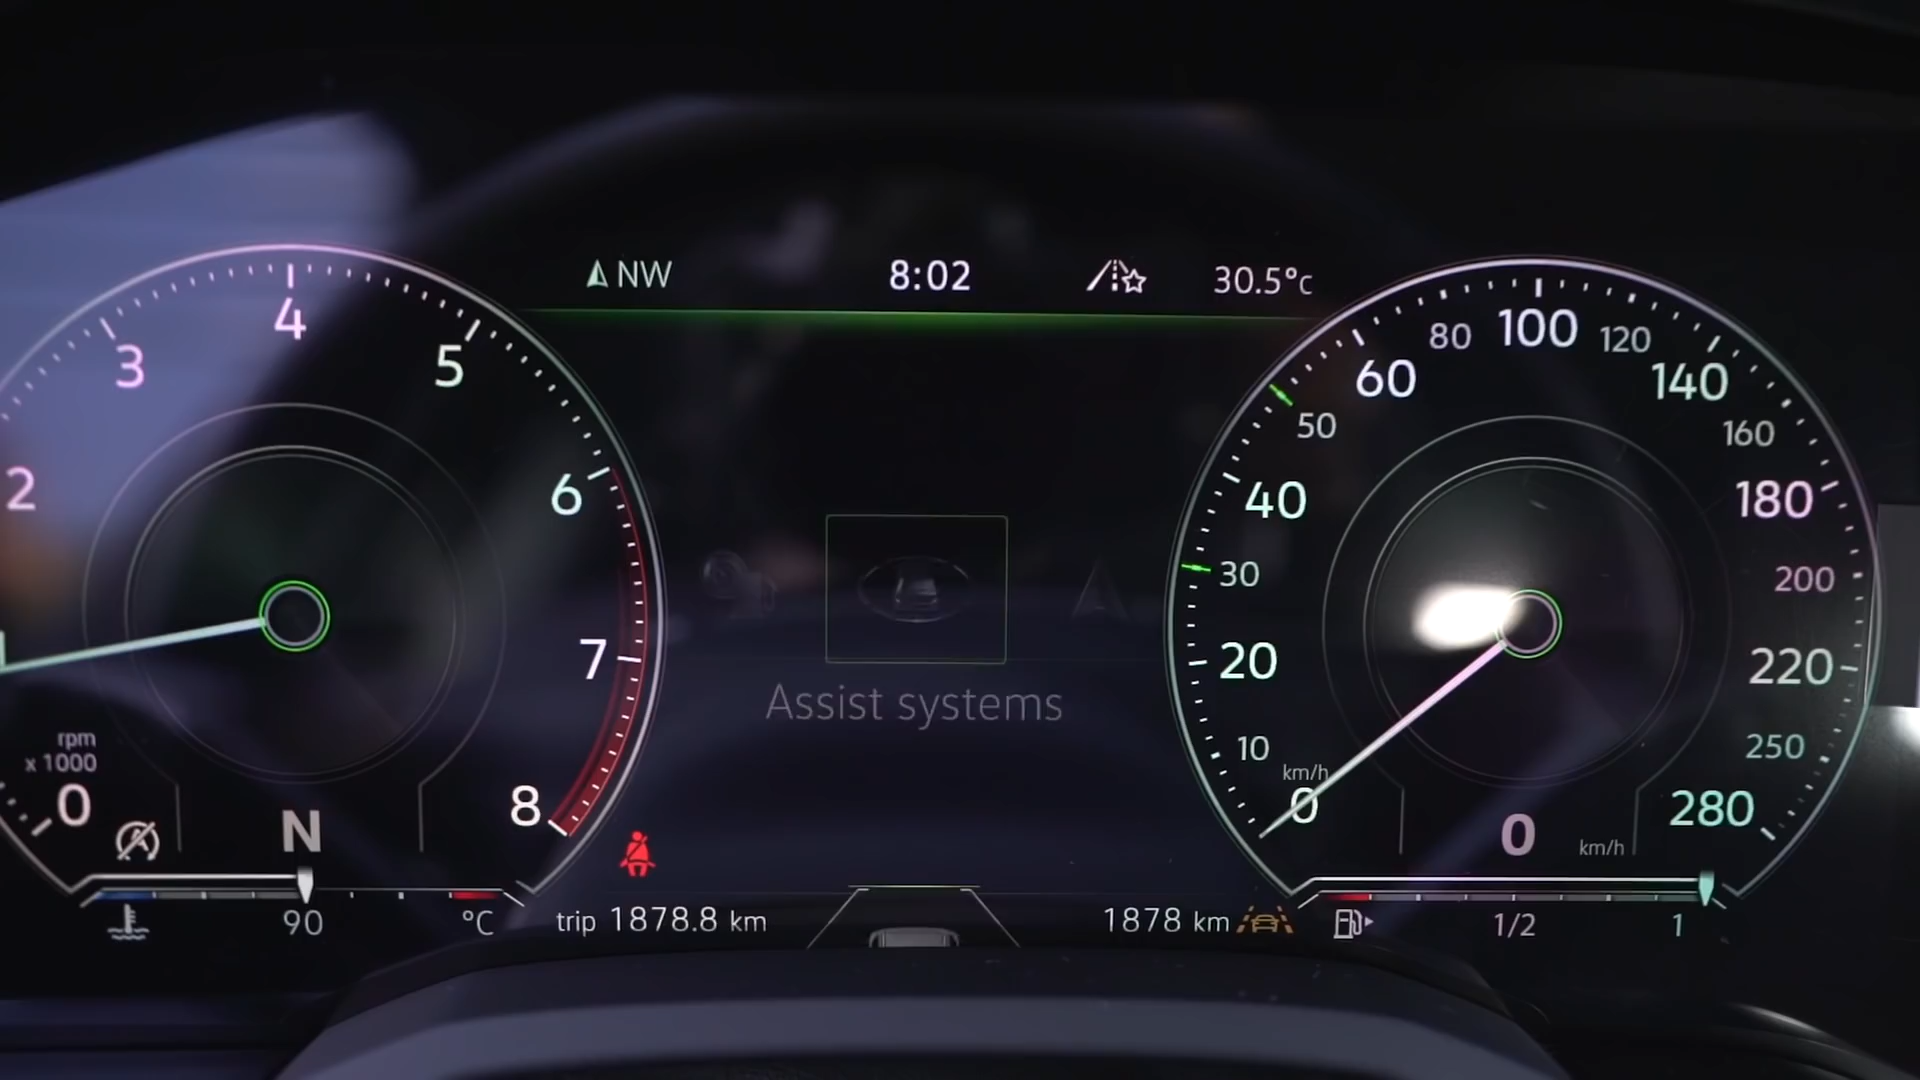 NW 8:02 30.5°C
2
3
4
5
6
7
8
rpm
x 1000
0
N
90 °C
Assist systems
trip 1878.8 km
1878 km
km/h
0
10
20
30
40
50
60
80
100
120
140
160
180
200
220
250
280
0 km/h
1/2 1